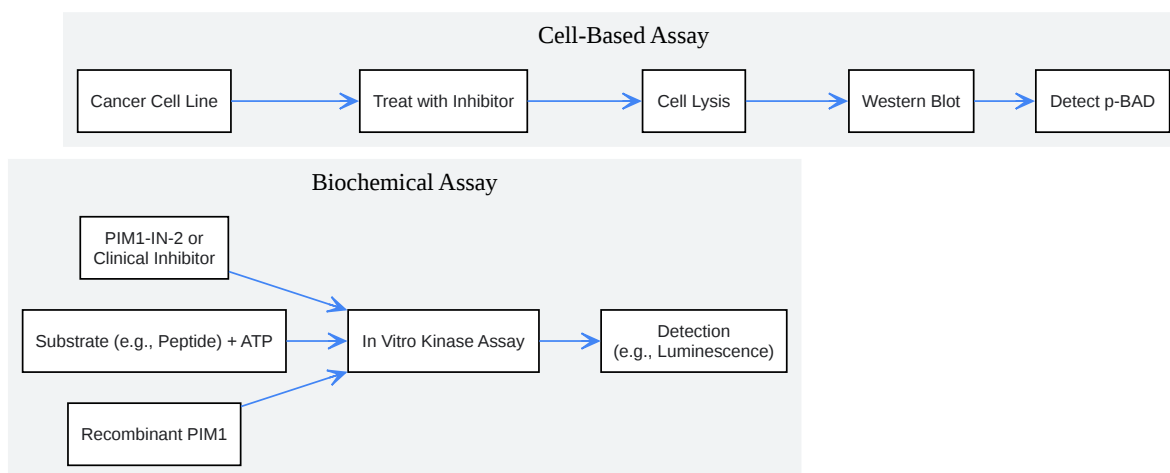 Cell-Based Assay
Cancer Cell Line
Treat with Inhibitor
Cell Lysis
Western Blot
Detect p-BAD
Biochemical Assay
PIM1-IN-2 or
Clinical Inhibitor
Substrate (e.g., Peptide) + ATP
In Vitro Kinase Assay
Detection
(e.g., Luminescence)
Recombinant PIM1